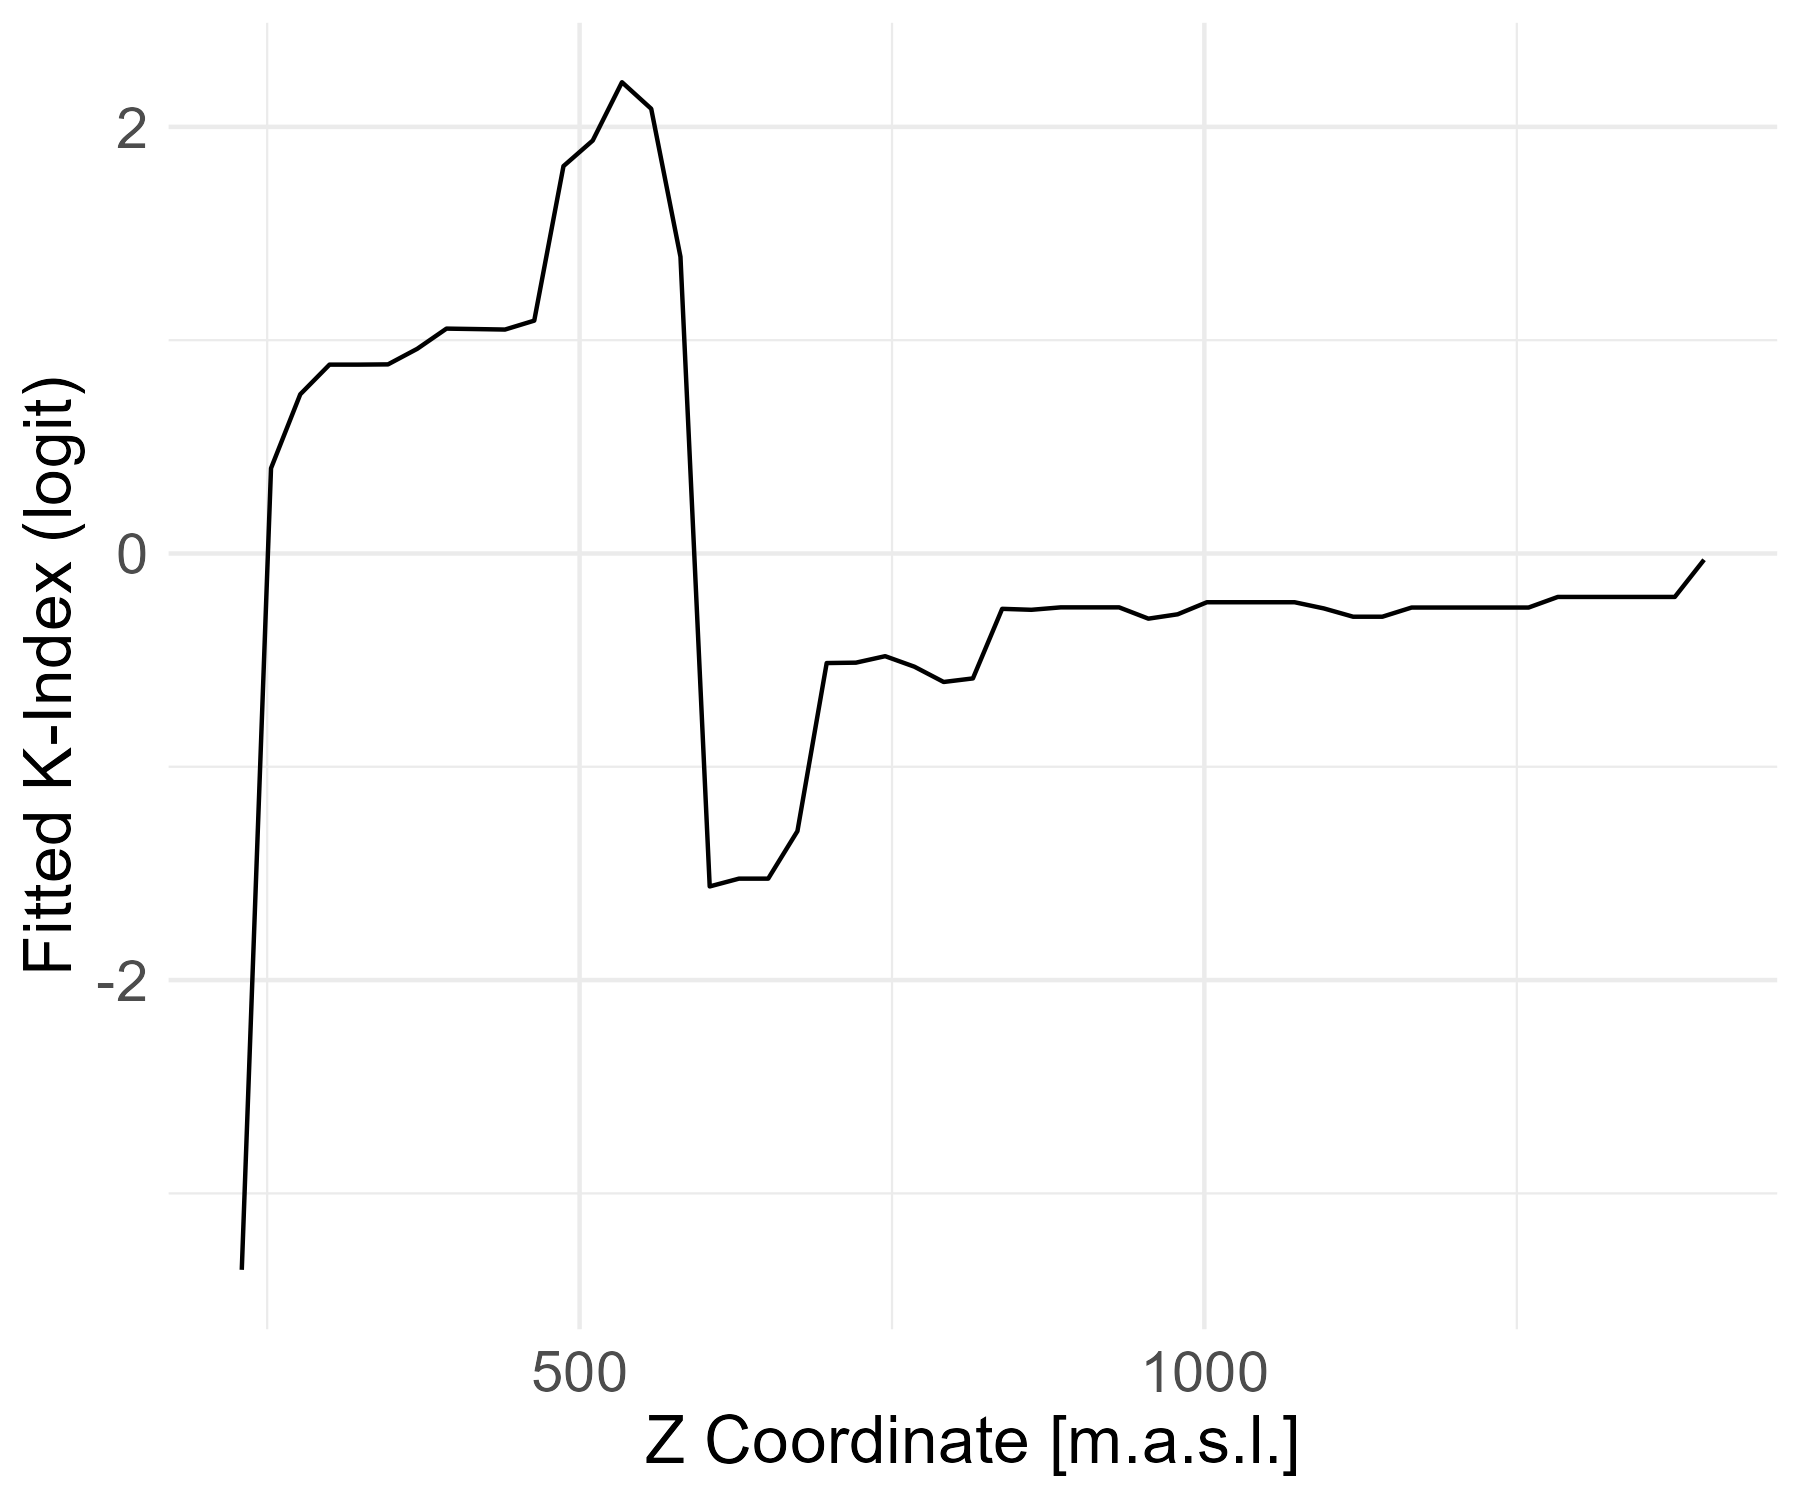 Fitted K-Index (logit)
2
0
-2
500
1000
Z Coordinate [m.a.s.l.]